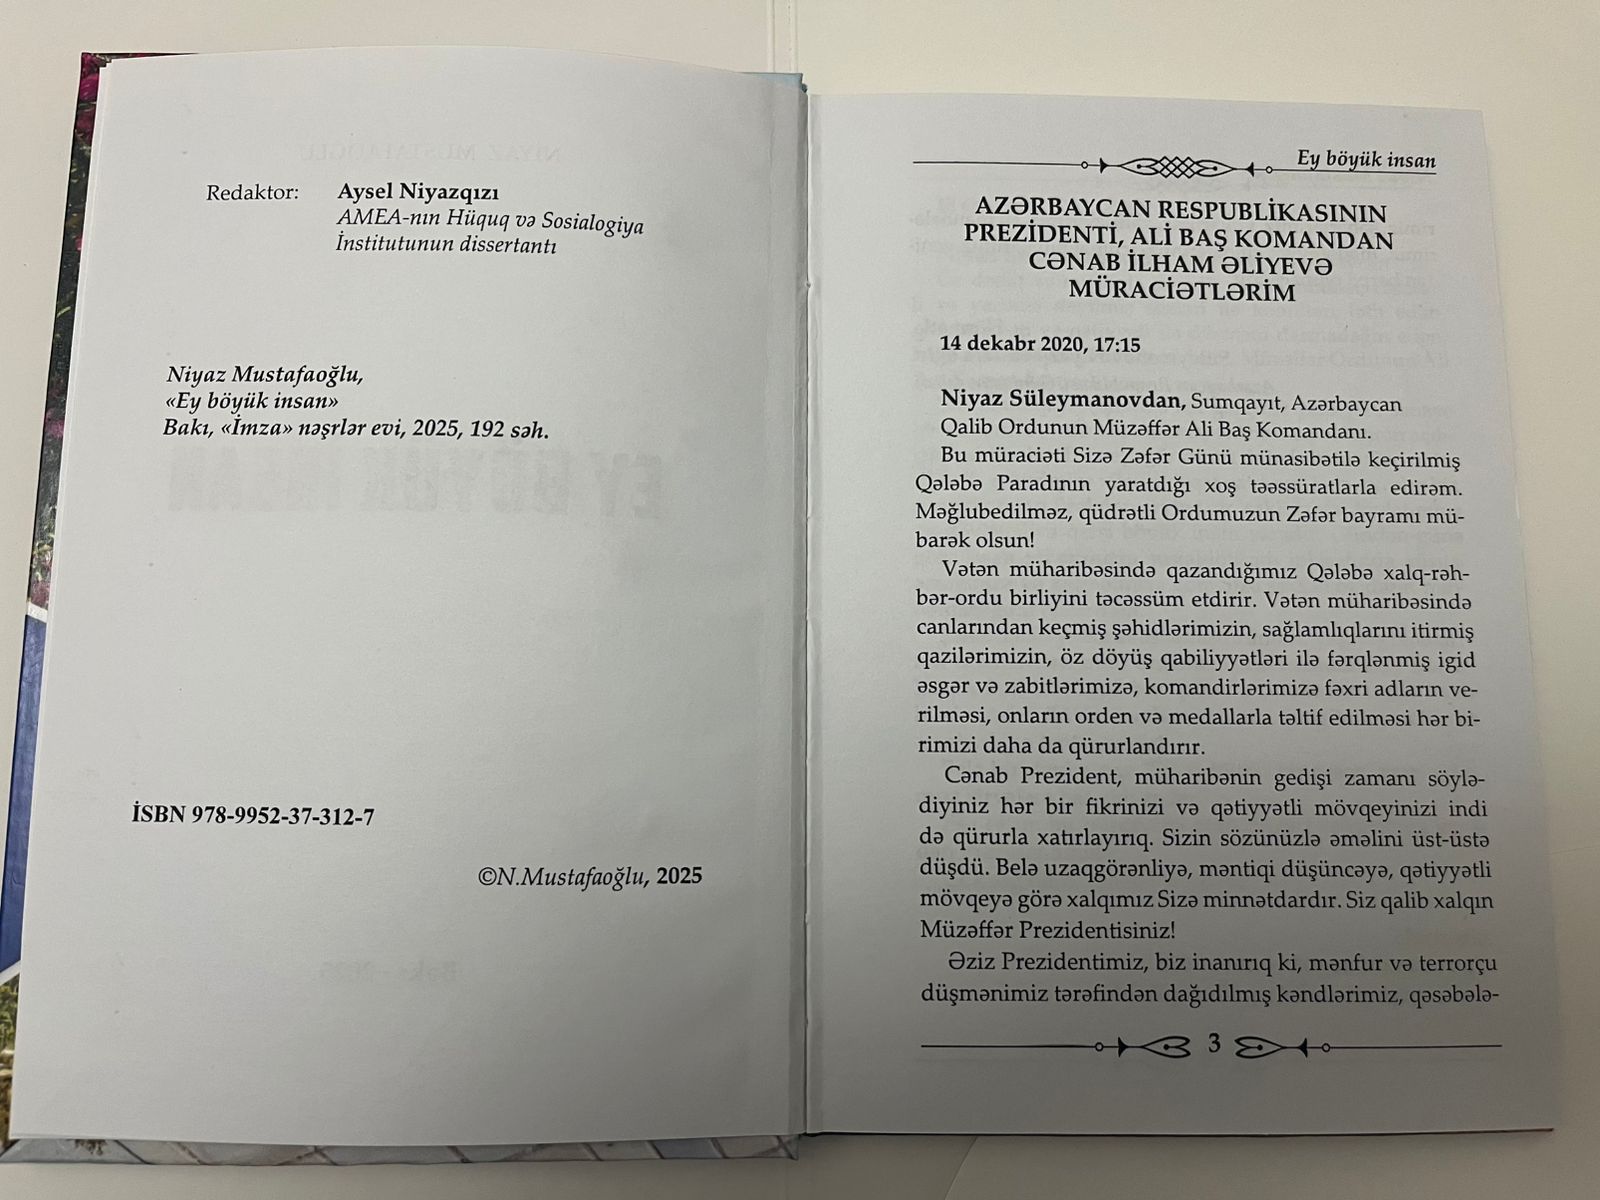 Redaktor: Aysel Niyazqızı
AMEA-nın Hüquq və Sosialogiya
İnstitutunun dissertantı
Niyaz Mustafaoğlu,
«Ey böyük insan»
Bakı, «İmza» nəşrlər evi, 2025, 192 səh.
İSBN 978-9952-37-312-7
©N.Mustafaoğlu, 2025
Ey böyük insan
AZƏRBAYCAN RESPUBLİKASININ
PREZİDENTİ, ALİ BAŞ KOMANDAN
CƏNAB İLHAM ƏLİYEVƏ
MÜRACİƏTLƏRİM
14 dekabr 2020, 17:15
Niyaz Süleymanovdan, Sumqayıt, Azərbaycan
Qalib Ordunun Müzəffər Ali Baş Komandanı.
Bu müraciəti Sizə Zəfər Günü münasibətilə keçirilmiş
Qələbə Paradının yaratdığı xoş təəssüratlarla edirəm.
Məğlubedilməz, qüdrətli Ordumuzun Zəfər bayramı mü-
barək olsun!
Vətən müharibəsində qazandığımız Qələbə xalq-rəh-
bər-ordu birliyini təcəssüm etdirir. Vətən müharibəsində
canlarından keçmiş şəhidlərimizin, sağlamlıqlarını itirmiş
qazilərimizin, öz döyüş qabiliyyətləri ilə fərqlənmiş igid
əsgər və zabitlərimizə, komandirlərimizə fəxri adların ve-
rilməsi, onların orden və medallarla təltif edilməsi hər bi-
rimizi daha da qürurlandırır.
Cənab Prezident, müharibənin gedişi zamanı söylə-
diyiniz hər bir fikrinizi və qətiyyətli mövqeyinizi indi
də qürurla xatırlayırıq. Sizin sözünüzlə əməlini üst-üstə
düşdü. Belə uzaqgörənliyə, məntiqi düşüncəyə, qətiyyətli
mövqeyə görə xalqımız Sizə minnətdardır. Siz qalib xalqın
Müzəffər Prezidentisiniz!
Əziz Prezidentimiz, biz inanırıq ki, mənfur və terrorçu
düşmənimiz tərəfindən dağıdılmış kəndlərimiz, qəsəbələ-
3